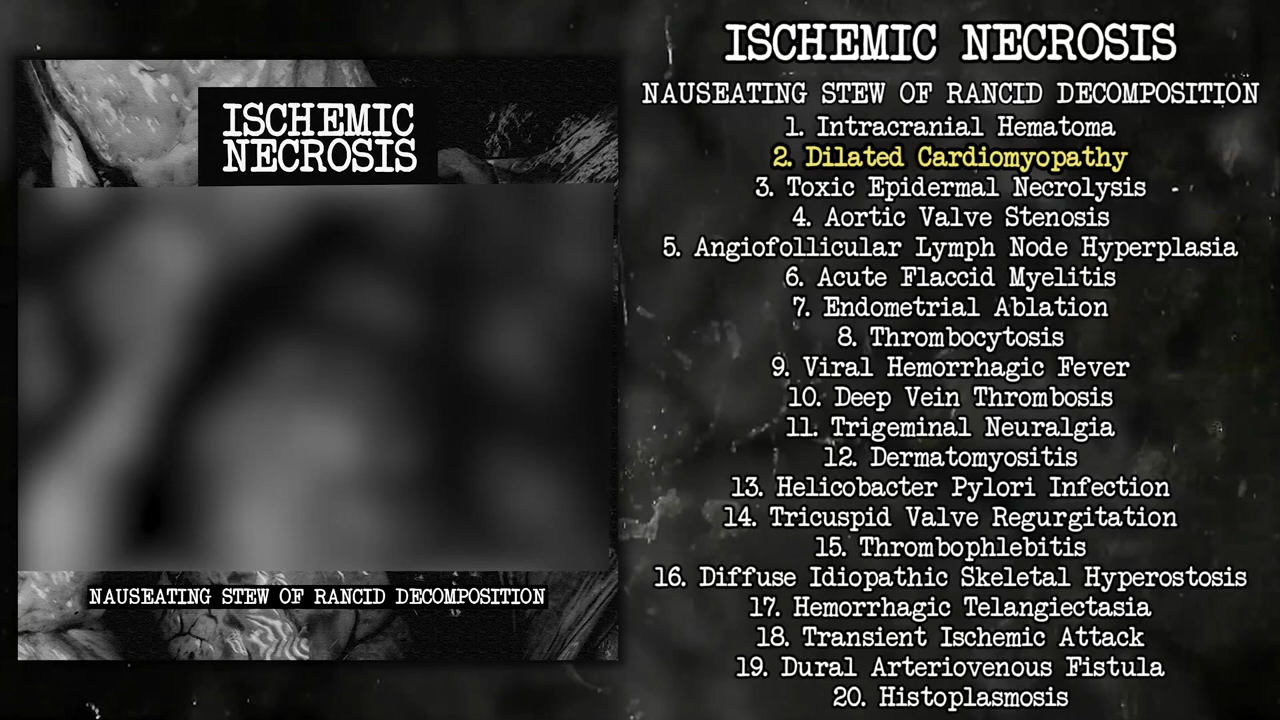 ISCHEMIC
NECROSIS
NAUSEATING STEW OF RANCID DECOMPOSITION
ISCHEMIC NECROSIS
NAUSEATING STEW OF RANCID DECOMPOSITION
1. Intracranial Hematoma
2. Dilated Cardiomyopathy
3. Toxic Epidermal Necrolysis
4. Aortic Valve Stenosis
5. Angiofollicular Lymph Node Hyperplasia
6. Acute Flaccid Myelitis
7. Endometrial Ablation
8. Thrombocytosis
9. Viral Hemorrhagic Fever
10. Deep Vein Thrombosis
11. Trigeminal Neuralgia
12. Dermatomyositis
13. Helicobacter Pylori Infection
14. Tricuspid Valve Regurgitation
15. Thrombophlebitis
16. Diffuse Idiopathic Skeletal Hyperostosis
17. Hemorrhagic Telangiectasia
18. Transient Ischemic Attack
19. Dural Arteriovenous Fistula
20. Histoplasmosis